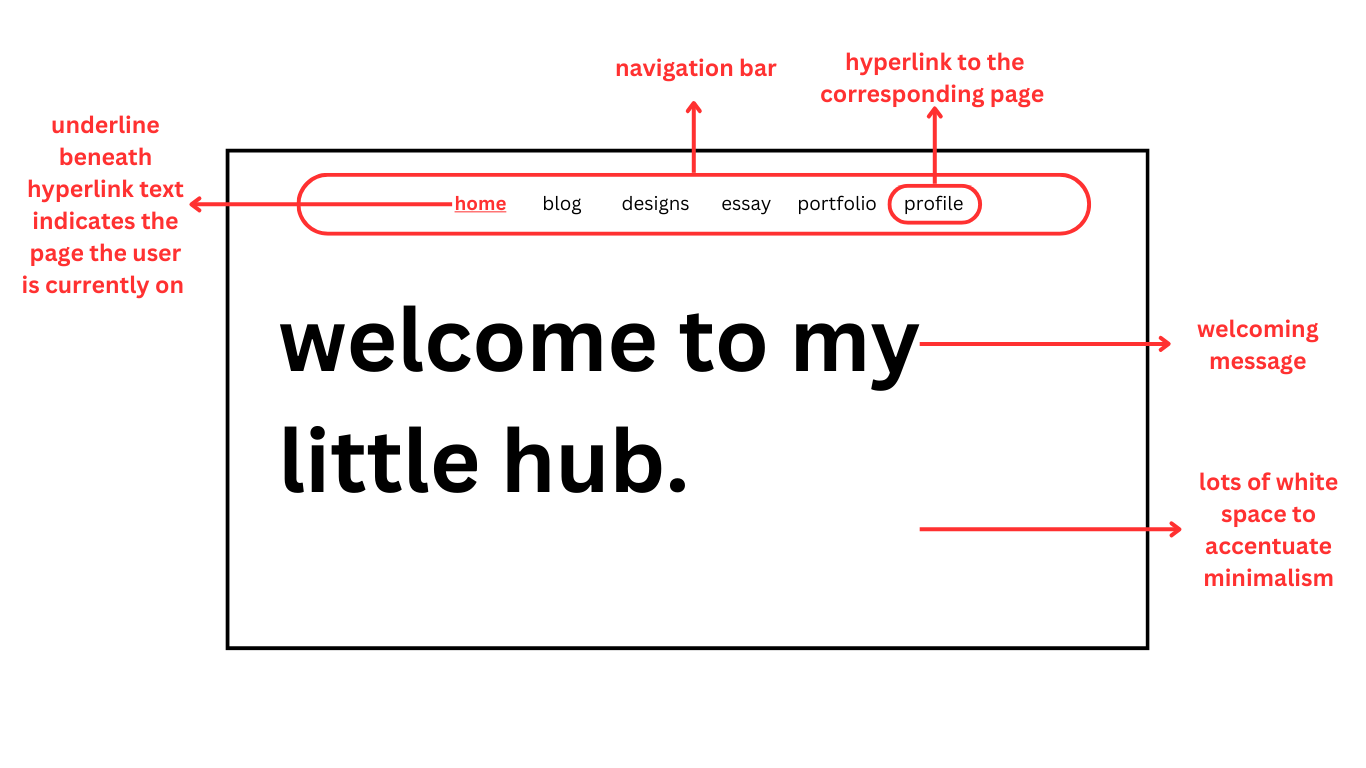 navigation bar
hyperlink to the
corresponding page
underline
beneath
hyperlink text
indicates the
page the user
is currently on
home blog designs essay portfolio profile
welcome to my
little hub.
welcoming
message
lots of white
space to
accentuate
minimalism